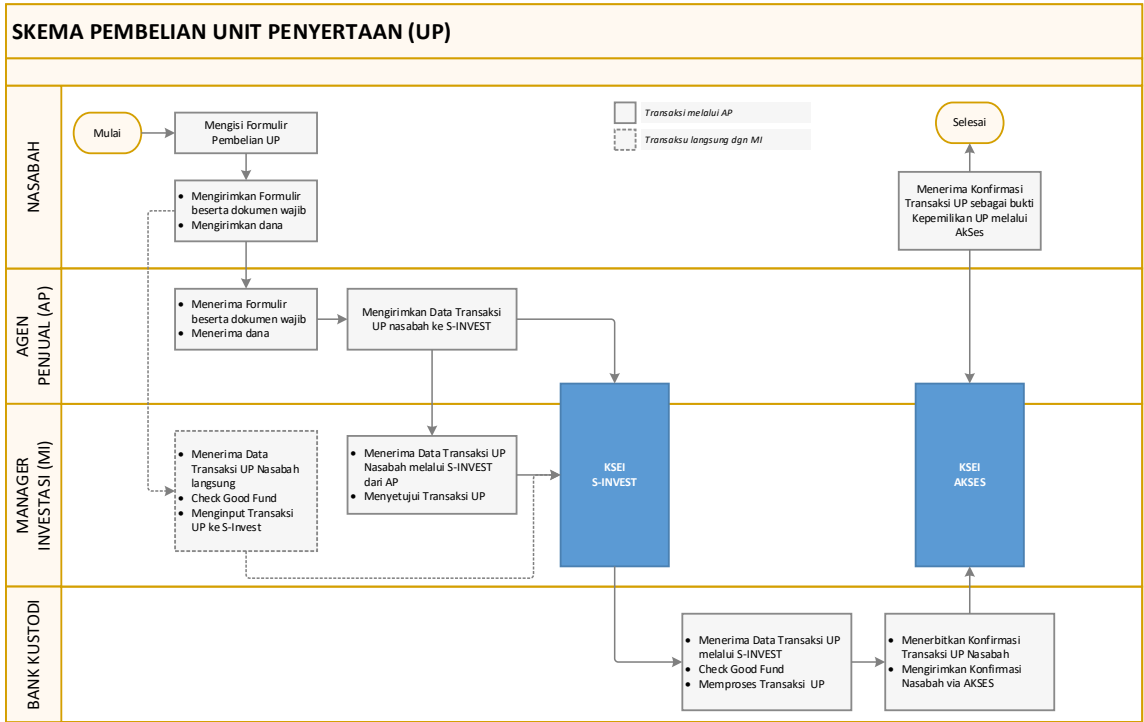 SKEMA PEMBELIAN UNIT PENYERTAAN (UP)
NASABAH
Mulai
Mengisi Formulir
Pembelian UP
• Mengirimkan Formulir
beserta dokumen wajib
• Mengirimkan dana
Transaksi melalui AP
Transaksu langsung dgn MI
Selesai
Menerima Konfirmasi
Transaksi UP sebagai bukti
Kepemilikan UP melalui
AkSes
AGEN
PENJUAL (AP)
• Menerima Formulir
beserta dokumen wajib
• Menerima dana
Mengirimkan Data Transaksi
UP nasabah ke S-INVEST
MANAGER
INVESTASI (MI)
• Menerima Data
Transaksi UP Nasabah
langsung
• Check Good Fund
• Menginput Transaksi
UP ke S-Invest
• Menerima Data Transaksi UP
Nasabah melalui S-INVEST
dari AP
• Menyetujui Transaksi UP
KSEI
S-INVEST
KSEI
AKSES
BANK KUSTODI
• Menerima Data Transaksi UP
melalui S-INVEST
• Check Good Fund
• Memproses Transaksi UP
• Menerbitkan Konfirmasi
Transaksi UP Nasabah
• Mengirimkan Konfirmasi
Nasabah via AKSES